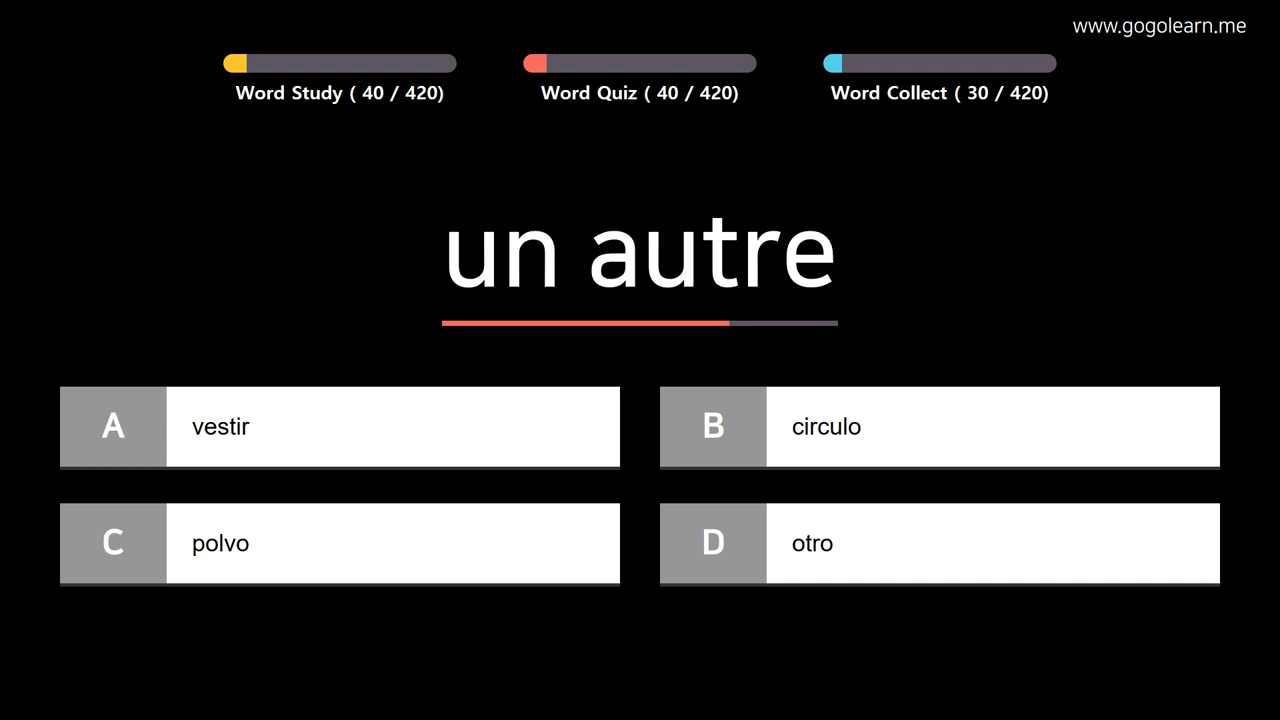 www.gogolearn.me
Word Study ( 40 / 420)
Word Quiz ( 40 / 420)
Word Collect ( 30 / 420)
un autre
A vestir
B circulo
C polvo
D otro